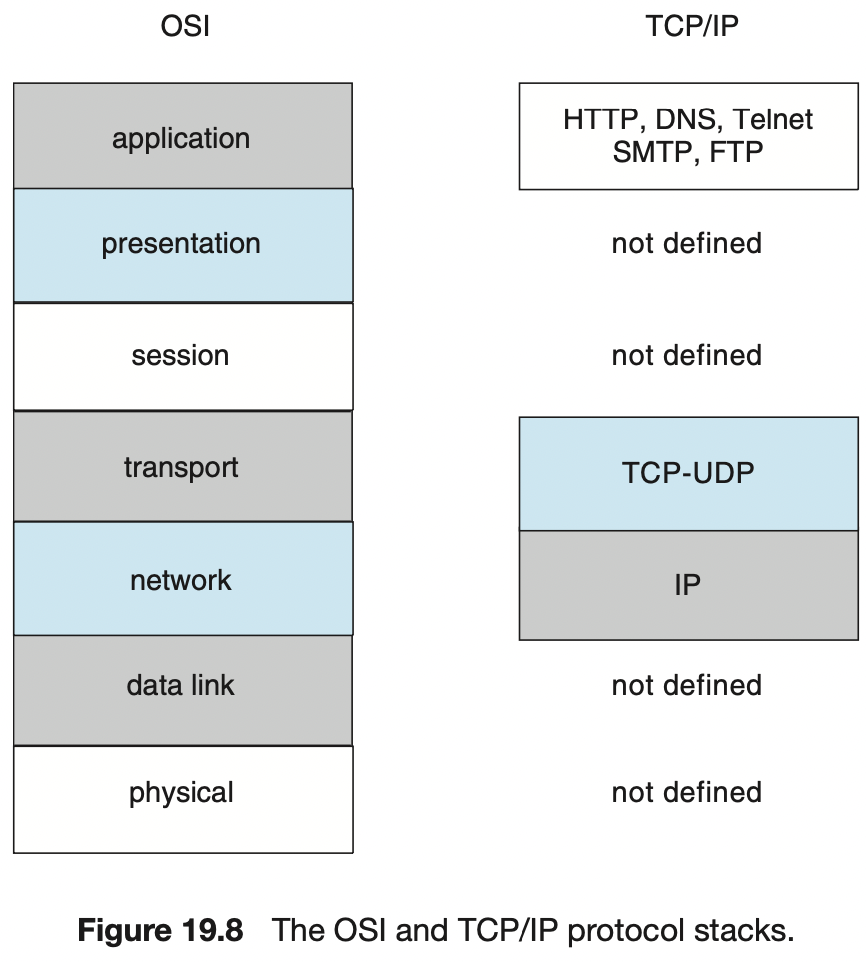 OSI
TCP/IP
application
HTTP, DNS, Telnet
SMTP, FTP
presentation
not defined
session
not defined
transport
TCP-UDP
network
IP
data link
not defined
physical
not defined
Figure 19.8 The OSI and TCP/IP protocol stacks.